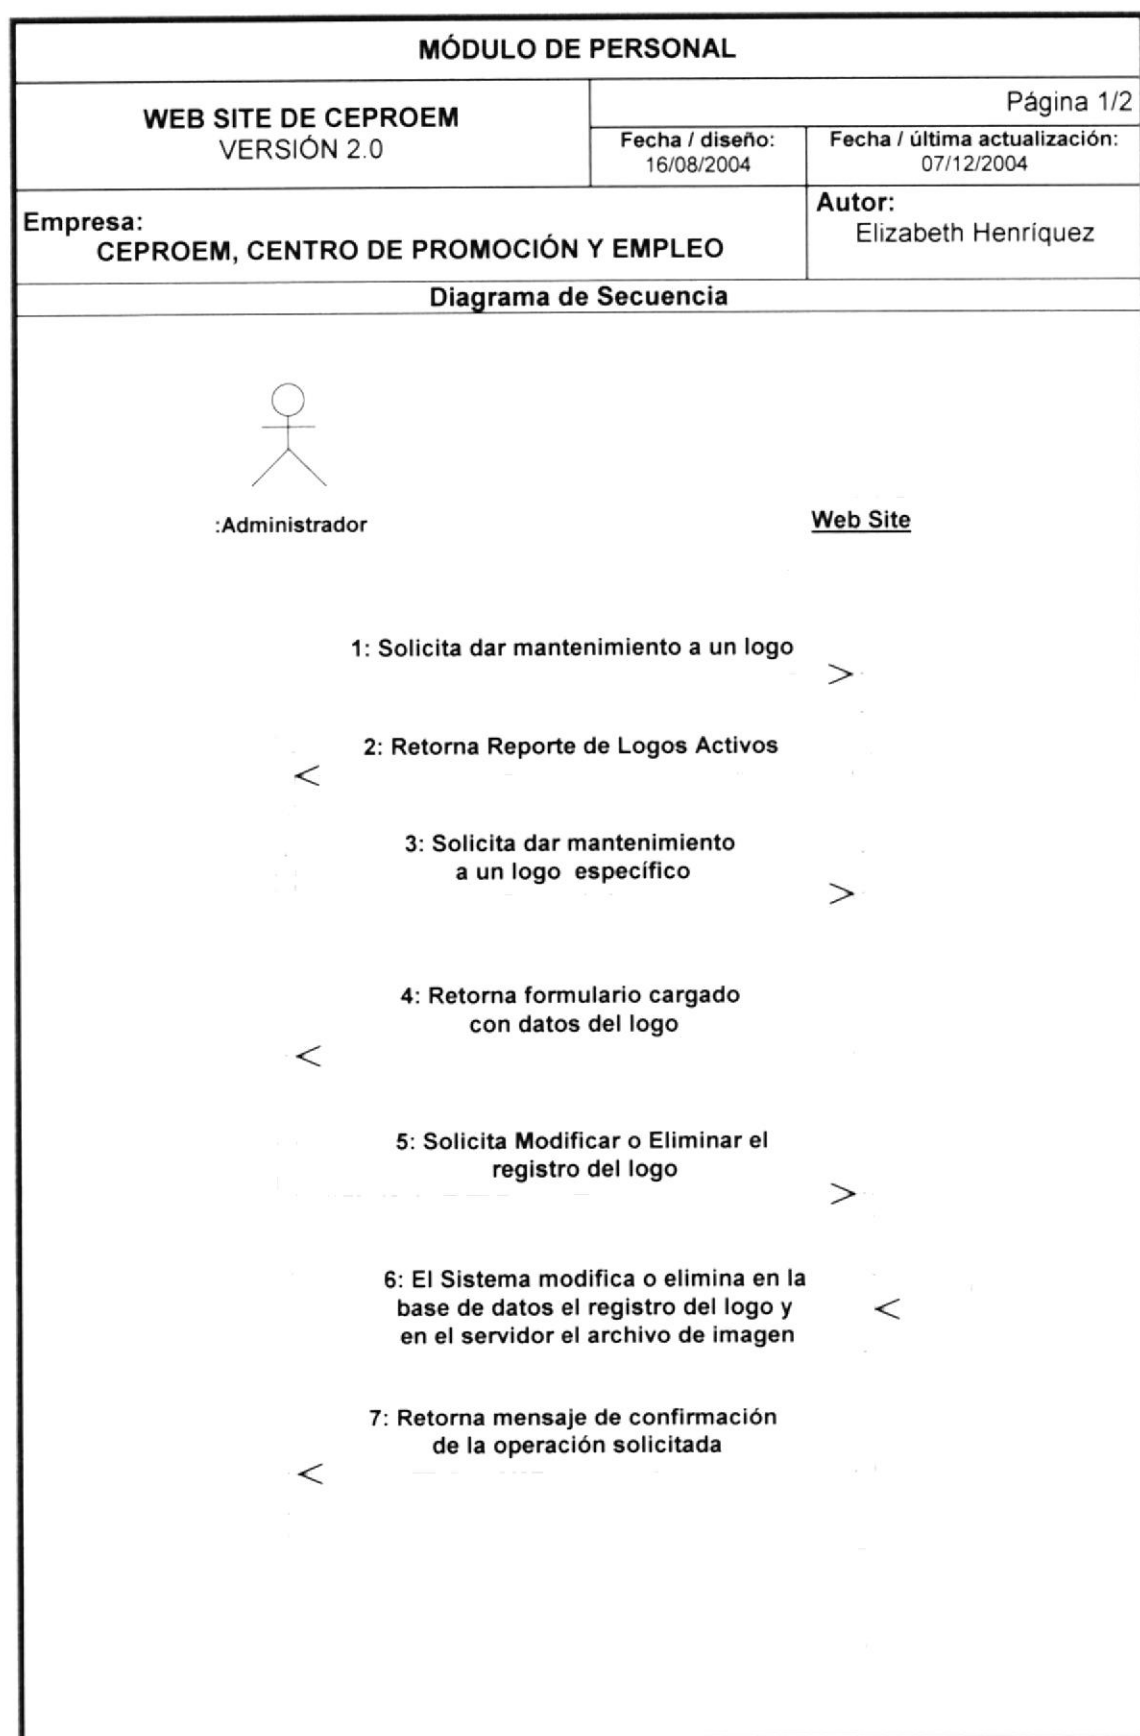 MÓDULO DE PERSONAL
WEB SITE DE CEPROEM
VERSIÓN 2.0
Página 1/2
Fecha / diseño:
16/08/2004
Fecha / última actualización:
07/12/2004
Empresa:
CEPROEM, CENTRO DE PROMOCIÓN Y EMPLEO
Autor:
Elizabeth Henríquez
Diagrama de Secuencia
:Administrador
Web Site
1: Solicita dar mantenimiento a un logo
2: Retorna Reporte de Logos Activos
3: Solicita dar mantenimiento
a un logo específico
4: Retorna formulario cargado
con datos del logo
5: Solicita Modificar o Eliminar el
registro del logo
6: El Sistema modifica o elimina en la
base de datos el registro del logo y
en el servidor el archivo de imagen
7: Retorna mensaje de confirmación
de la operación solicitada